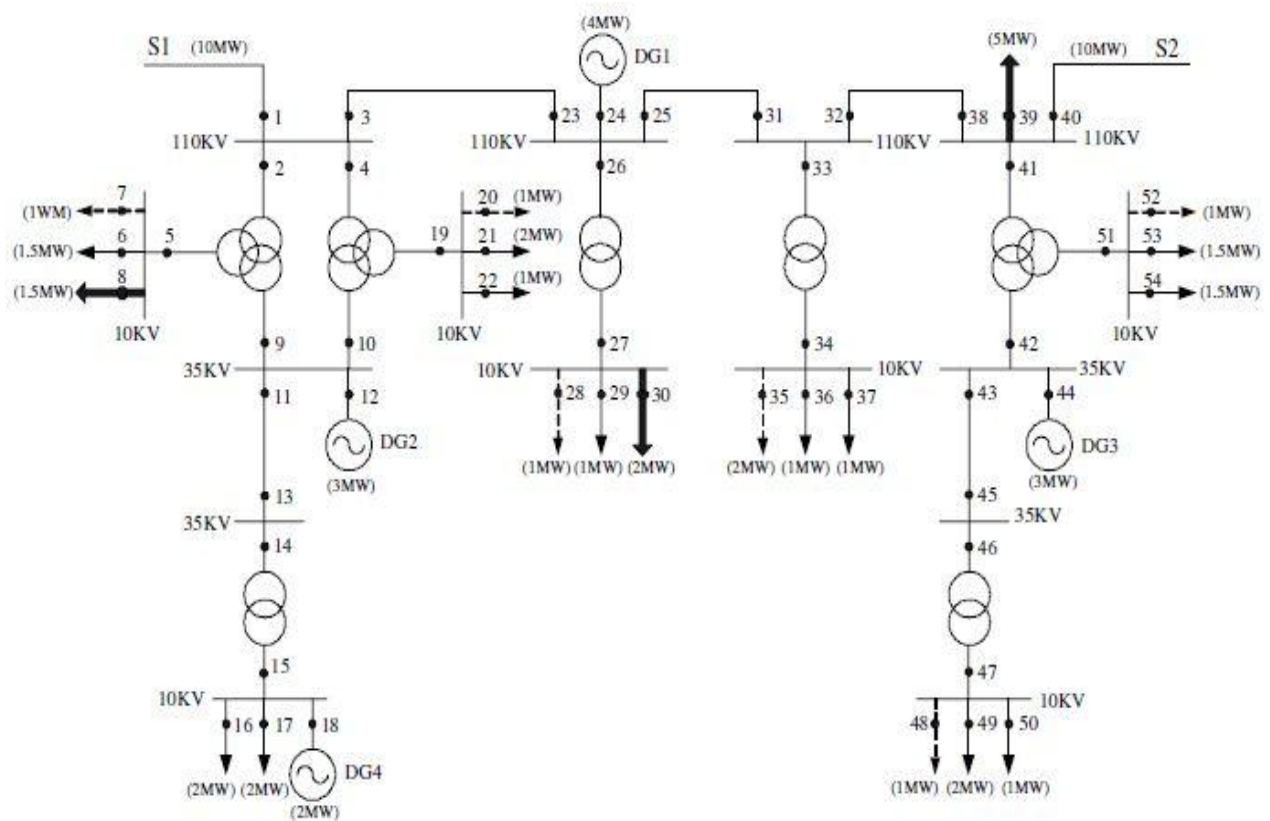 (4MW)
S1 (10MW)
DG1
(5MW)
(10MW) S2
1
3
23
24
25
31
32
38
39
40
110KV
110KV
110KV
110KV
2
4
26
33
41
7
(1WM)
6
(1.5MW)
5
8
(1.5MW)
10KV
20
(1MW)
19
21
(2MW)
22
(1MW)
10KV
52
(1MW)
51
53
(1.5MW)
54
(1.5MW)
10KV
9
10
27
34
42
35KV
10KV
10KV
35KV
11
12
28
29
30
35
36
37
43
44
DG2
(3MW)
(1MW)
(1MW)
(2MW)
(2MW)
(1MW)
(1MW)
DG3
(3MW)
13
45
35KV
35KV
14
46
15
47
10KV
10KV
16
17
18
48
49
50
DG4
(2MW)
(2MW)
(2MW)
(1MW)
(2MW)
(1MW)